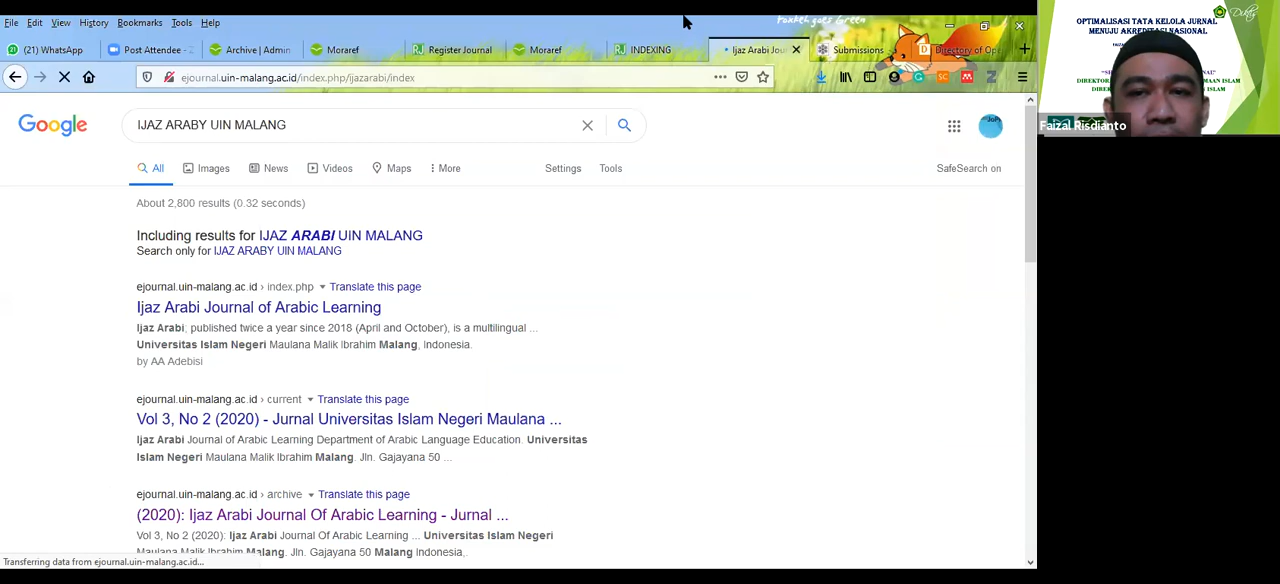 File Edit View History Bookmarks Tools Help
(21) WhatsApp
Post Attendee - Z
Archive | Admin
Moraref
Register Journal
Moraref
INDEXING
Ijaz Arabi Jou
Submissions
Directory of Op
ejournal.uin-malang.ac.id/index.php/ijazarabi/index
Google
IJAZ ARABY UIN MALANG
All
Images
News
Videos
Maps
More
Settings
Tools
SafeSearch on
About 2,800 results (0.32 seconds)
Including results for IJAZ ARABI UIN MALANG
Search only for IJAZ ARABY UIN MALANG
ejournal.uin-malang.ac.id › index.php Translate this page
Ijaz Arabi Journal of Arabic Learning
Ijaz Arabi, published twice a year since 2018 (April and October), is a multilingual ...
Universitas Islam Negeri Maulana Malik Ibrahim Malang, Indonesia.
by AA Adebisi
ejournal.uin-malang.ac.id › current Translate this page
Vol 3, No 2 (2020) - Jurnal Universitas Islam Negeri Maulana ...
Ijaz Arabi Journal of Arabic Learning Department of Arabic Language Education. Universitas
Islam Negeri Maulana Malik Ibrahim Malang. Jln. Gajayana 50 ...
ejournal.uin-malang.ac.id › archive Translate this page
(2020): Ijaz Arabi Journal Of Arabic Learning - Jurnal ...
Vol 3, No 2 (2020): Ijaz Arabi Journal Of Arabic Learning ... Universitas Islam Negeri
Maulana Malik Ibrahim Malang. Jln. Gajayana 50 Malang Indonesia,.
Transferring data from ejournal.uin-malang.ac.id...
OPTIMALISASI TATA KELOLA JURNAL
MENUJU AKREDITASI NASIONAL
Faizal Risdianto